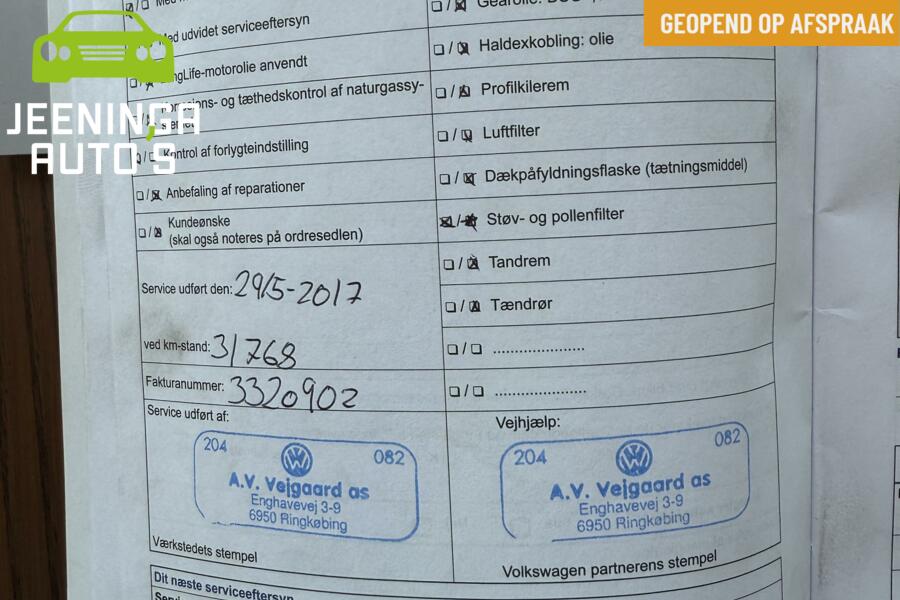 GEOPEND OP AFSPRAAK
JEENINGA
AUTO'S
udvidet serviceeftersyn
LongLife-motorolie anvendt
og tæthedskontrol af naturgassy-
Kontrol af forlygteindstilling
Anbefaling af reparationer
Kundeønske
(skal også noteres på ordresedlen)
Service udført den: 29/5-2017
ved km-stand: 31768
Fakturanummer: 3320902
Service udført af:
204 082
A.V. Vejgaard as
Enghavevej 3-9
6950 Ringkøbing
Værkstedets stempel
Dit næste serviceeftersyn
Haldexkobling: olie
Profilkilerem
Luftfilter
Dækpåfyldningsflaske (tætningsmiddel)
Støv- og pollenfilter
Tandrem
Tændrør
.....................
.....................
Vejhjælp:
204 082
A.V. Vejgaard as
Enghavevej 3-9
6950 Ringkøbing
Volkswagen partnerens stempel